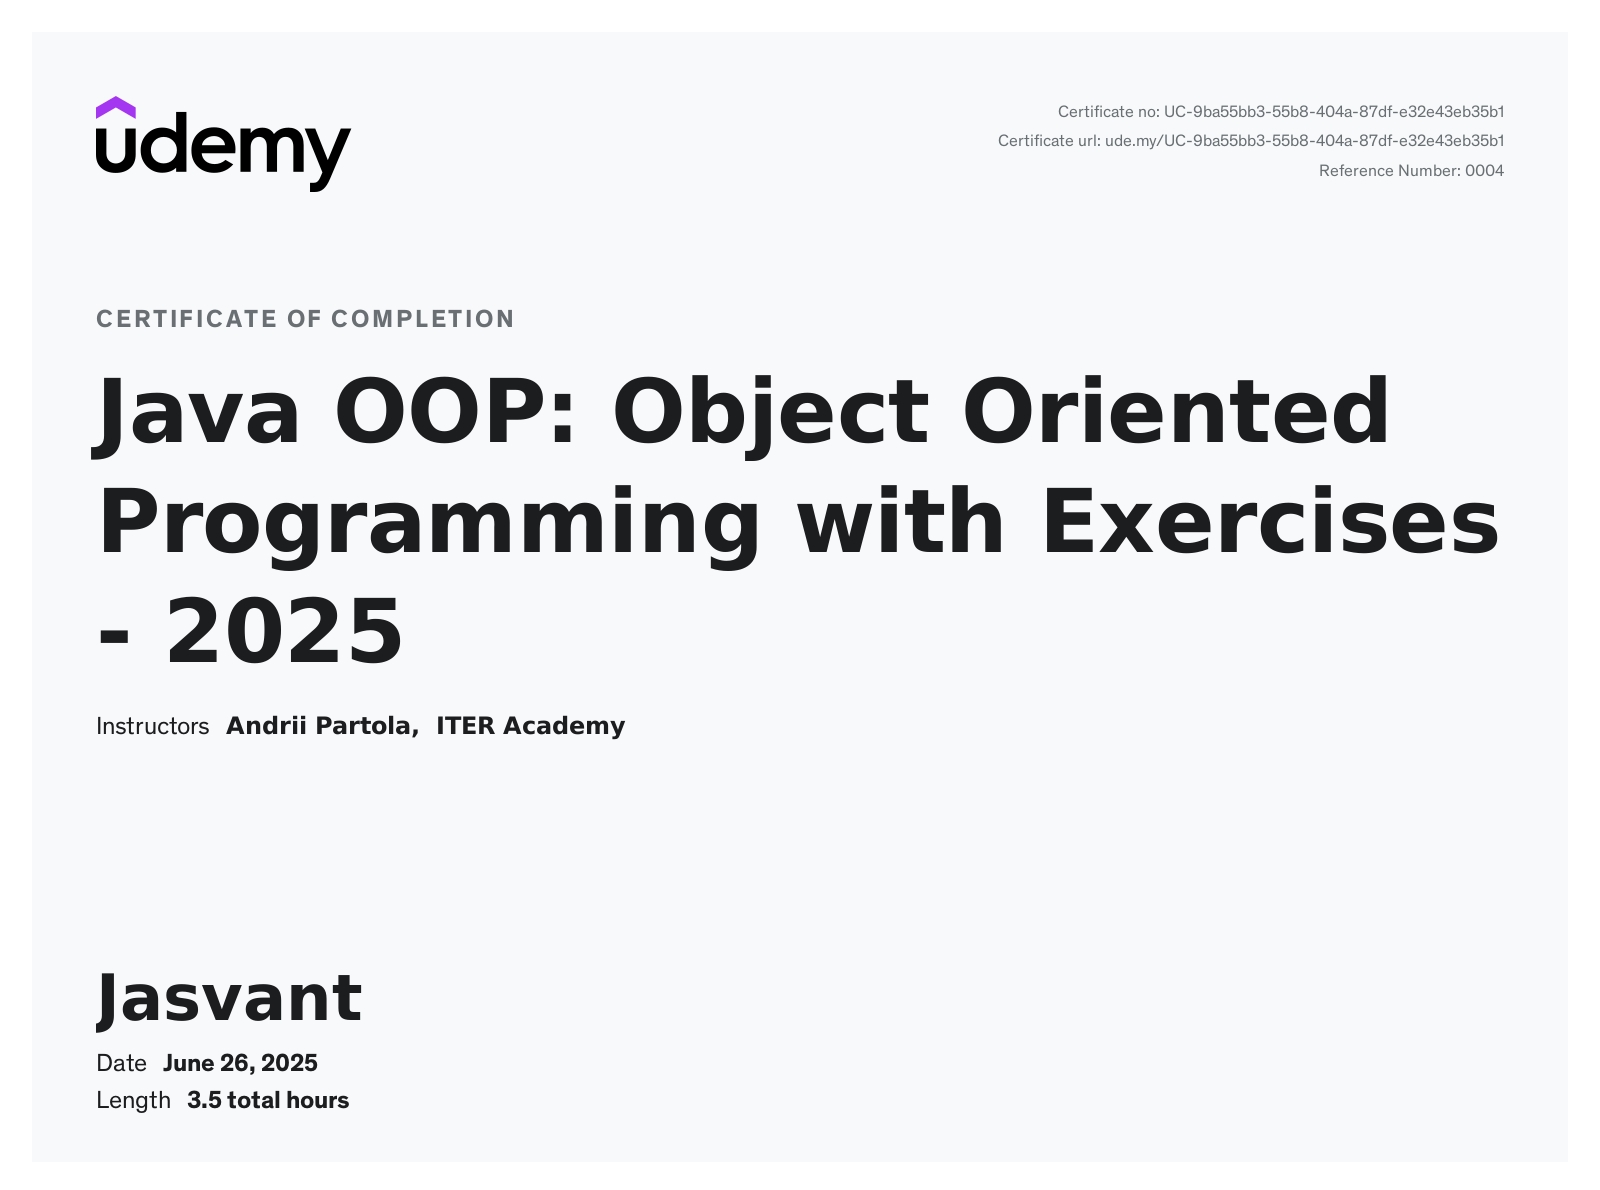 udemy
Certificate no: UC-9ba55bb3-55b8-404a-87df-e32e43eb35b1
Certificate url: ude.my/UC-9ba55bb3-55b8-404a-87df-e32e43eb35b1
Reference Number: 0004
CERTIFICATE OF COMPLETION
Java OOP: Object Oriented
Programming with Exercises
- 2025
Instructors Andrii Partola, ITER Academy
Jasvant
Date June 26, 2025
Length 3.5 total hours